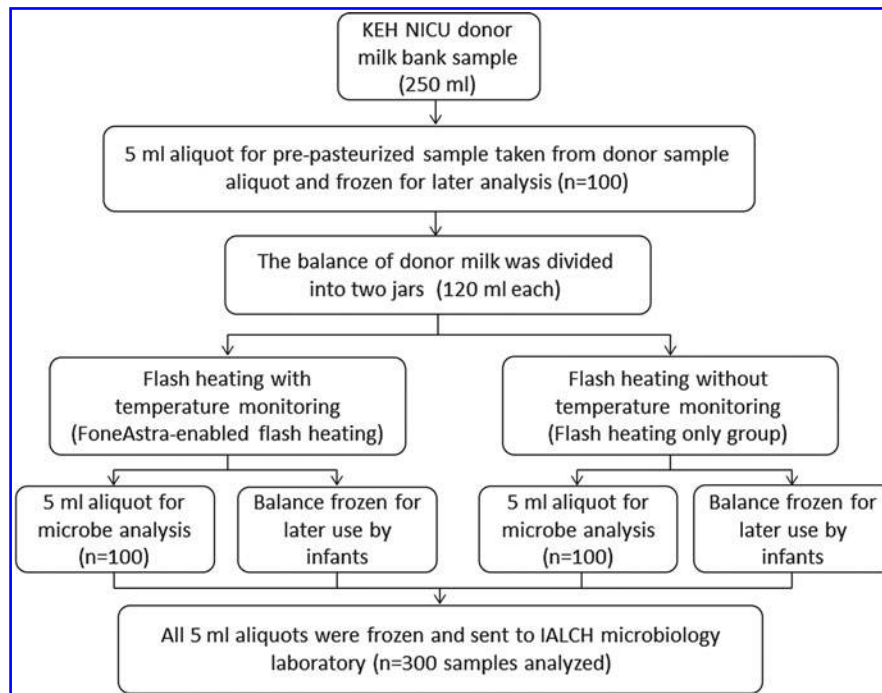 KEH NICU donor
milk bank sample
(250 ml)
5 ml aliquot for pre-pasteurized sample taken from donor sample
aliquot and frozen for later analysis (n=100)
The balance of donor milk was divided
into two jars (120 ml each)
Flash heating with
temperature monitoring
(FoneAstra-enabled flash heating)
Flash heating without
temperature monitoring
(Flash heating only group)
5 ml aliquot for
microbe analysis
(n=100)
Balance frozen for
later use by
infants
5 ml aliquot for
microbe analysis
(n=100)
Balance frozen for
later use by
infants
All 5 ml aliquots were frozen and sent to IALCH microbiology
laboratory (n=300 samples analyzed)